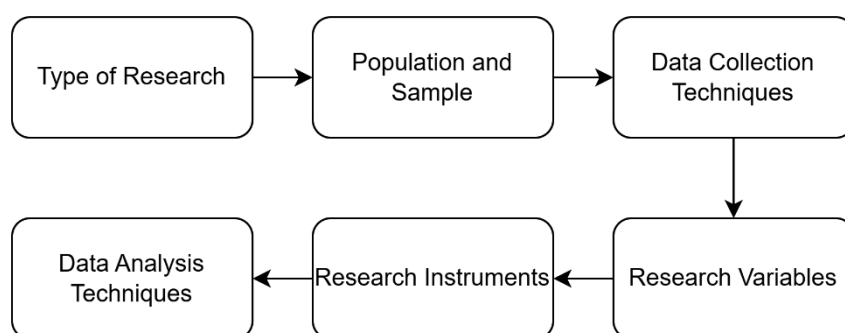 Type of Research
Population and
Sample
Data Collection
Techniques
Data Analysis
Techniques
Research Instruments
Research Variables